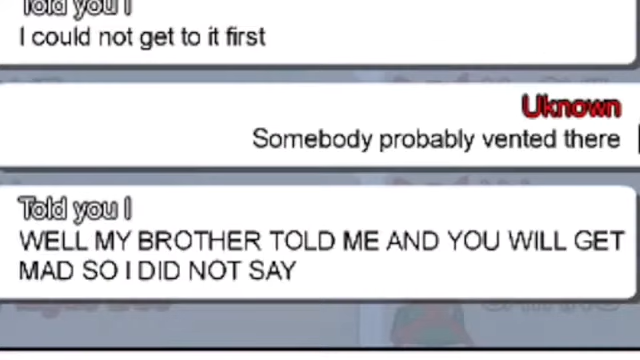 Told you I
I could not get to it first
Uknown
Somebody probably vented there
Told you I
WELL MY BROTHER TOLD ME AND YOU WILL GET
MAD SO I DID NOT SAY